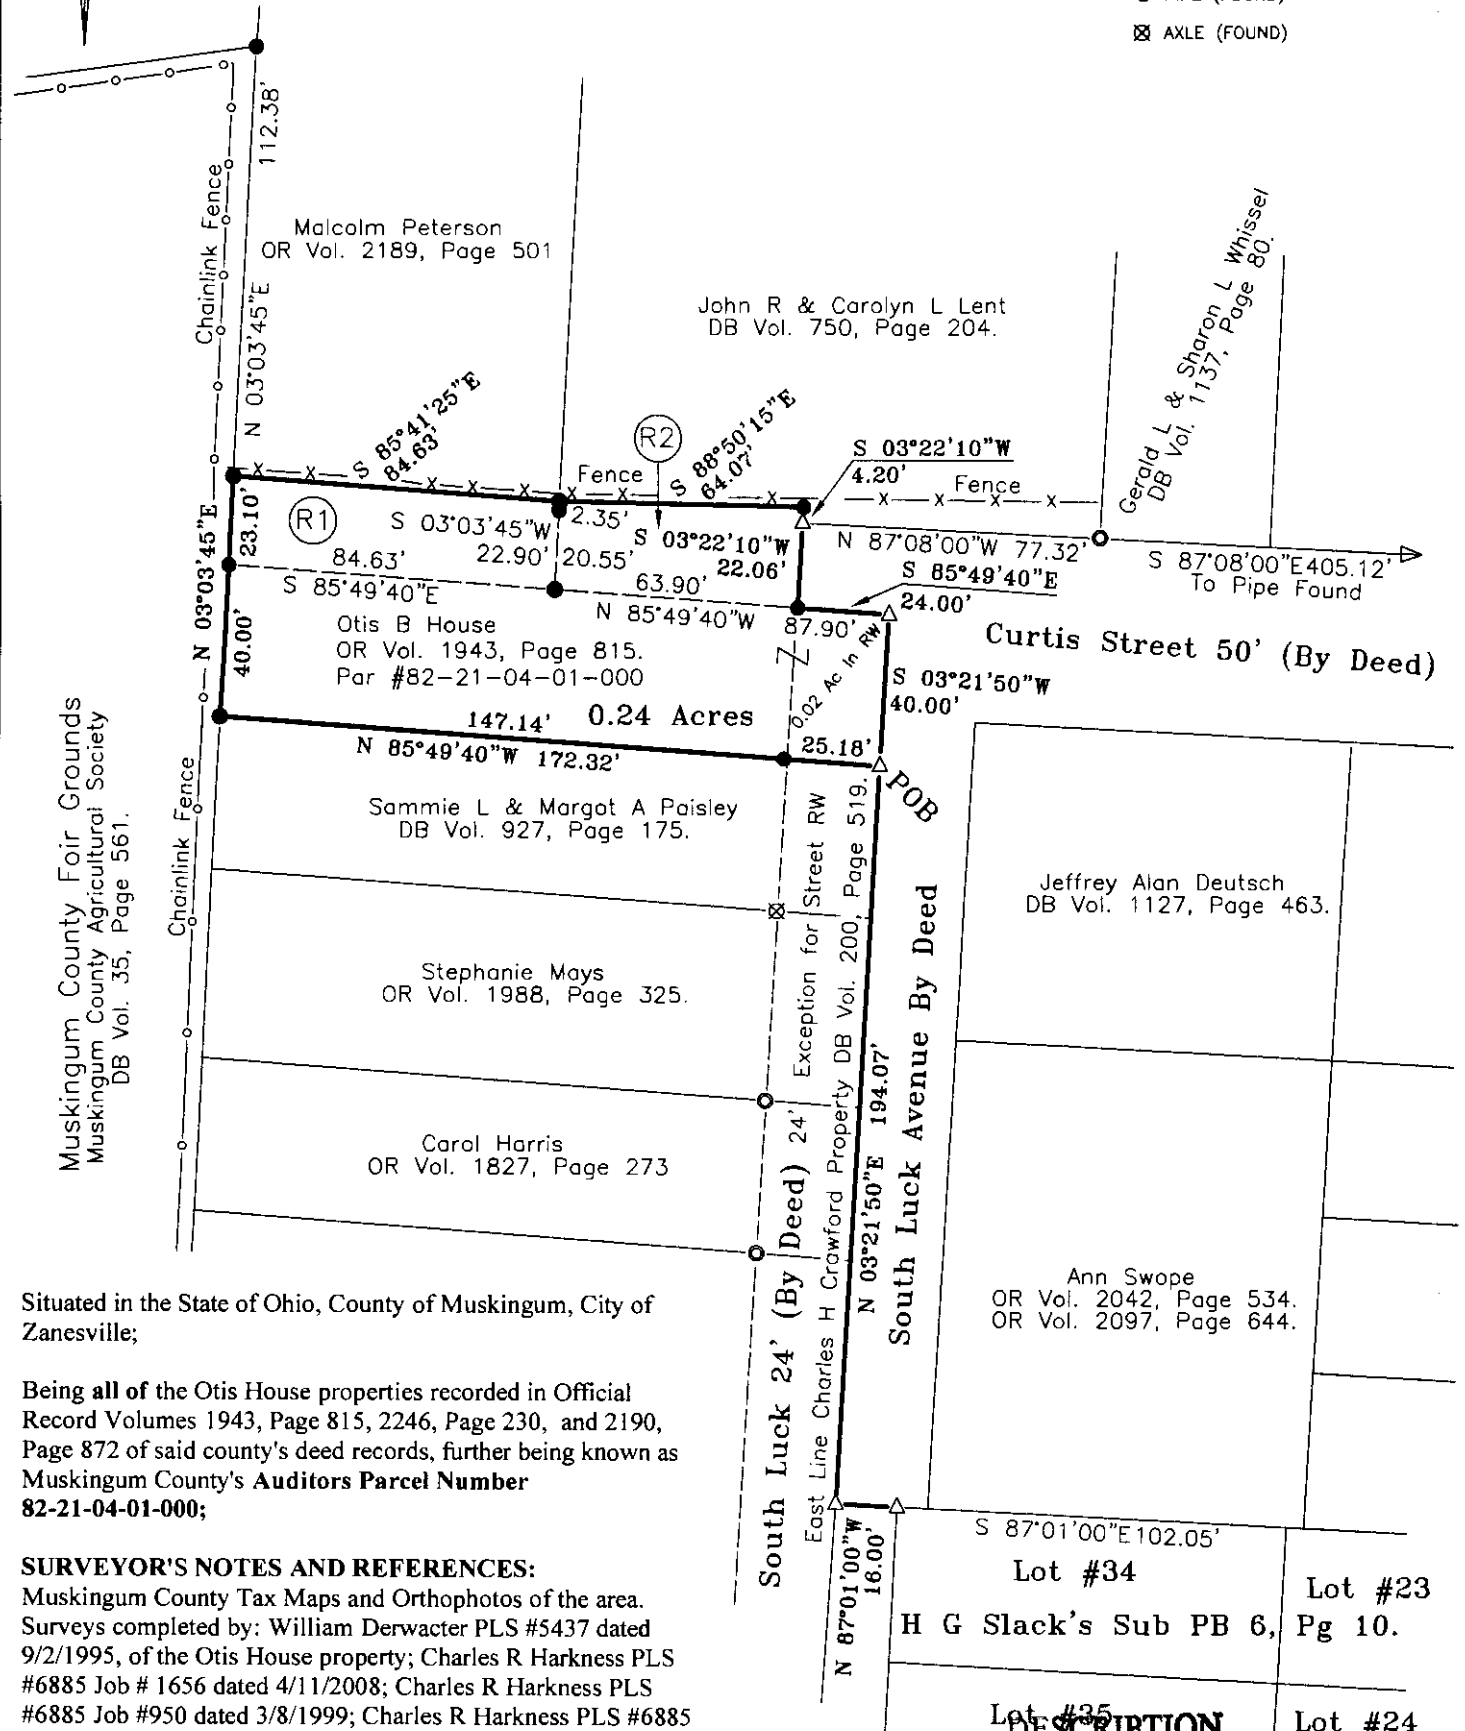 AXLE (FOUND)
112.38'
Chainlink Fence
N 03°03'45"E
Malcolm Peterson
OR Vol. 2189, Page 501
John R & Carolyn L Lent
DB Vol. 750, Page 204.
Gerald L & Sharon L Whissel
DB Vol. 1137, Page 80.
S 85°41'25"E
84.63'
R2
Fence
S 88°50'15"E
64.07'
S 03°22'10"W
4.20'
Fence
R1
N 03°03'45"E
23.10'
S 03°03'45"W
2.35'
S 03°22'10"W
22.06'
N 87°08'00"W 77.32'
S 87°08'00"E405.12'
To Pipe Found
84.63'
22.90'
20.55'
63.90'
S 85°49'40"E
24.00'
S 85°49'40"E
N 85°49'40"W
87.90'
40.00'
Otis B House
OR Vol. 1943, Page 815.
Par #82-21-04-01-000
0.02 Ac In RW
Curtis Street 50' (By Deed)
S 03°21'50"W
40.00'
147.14'
0.24 Acres
N 85°49'40"W 172.32'
25.18'
POB
Muskingum County Fair Grounds
Muskingum County Agricultural Society
DB Vol. 35, Page 561.
Chainlink Fence
Sammie L & Margot A Paisley
DB Vol. 927, Page 175.
Stephanie Mays
OR Vol. 1988, Page 325.
Carol Harris
OR Vol. 1827, Page 273
South Luck 24' (By Deed)
24' Exception for Street RW
East Line Charles H Crawford Property DB Vol. 200, Page 519.
N 03°21'50"E 194.07'
South Luck Avenue By Deed
Jeffrey Alan Deutsch
DB Vol. 1127, Page 463.
Ann Swope
OR Vol. 2042, Page 534.
OR Vol. 2097, Page 644.
N 87°01'00"W
16.00'
S 87°01'00"E102.05'
Lot #34
Lot #23
H G Slack's Sub PB 6, Pg 10.
Lot #35
DESCRIPTION
Lot #24
Situated in the State of Ohio, County of Muskingum, City of
Zanesville;
Being all of the Otis House properties recorded in Official
Record Volumes 1943, Page 815, 2246, Page 230, and 2190,
Page 872 of said county's deed records, further being known as
Muskingum County's Auditors Parcel Number
82-21-04-01-000;
SURVEYOR'S NOTES AND REFERENCES:
Muskingum County Tax Maps and Orthophotos of the area.
Surveys completed by: William Derwacter PLS #5437 dated
9/2/1995, of the Otis House property; Charles R Harkness PLS
#6885 Job # 1656 dated 4/11/2008; Charles R Harkness PLS
#6885 Job #950 dated 3/8/1999; Charles R Harkness PLS #6885